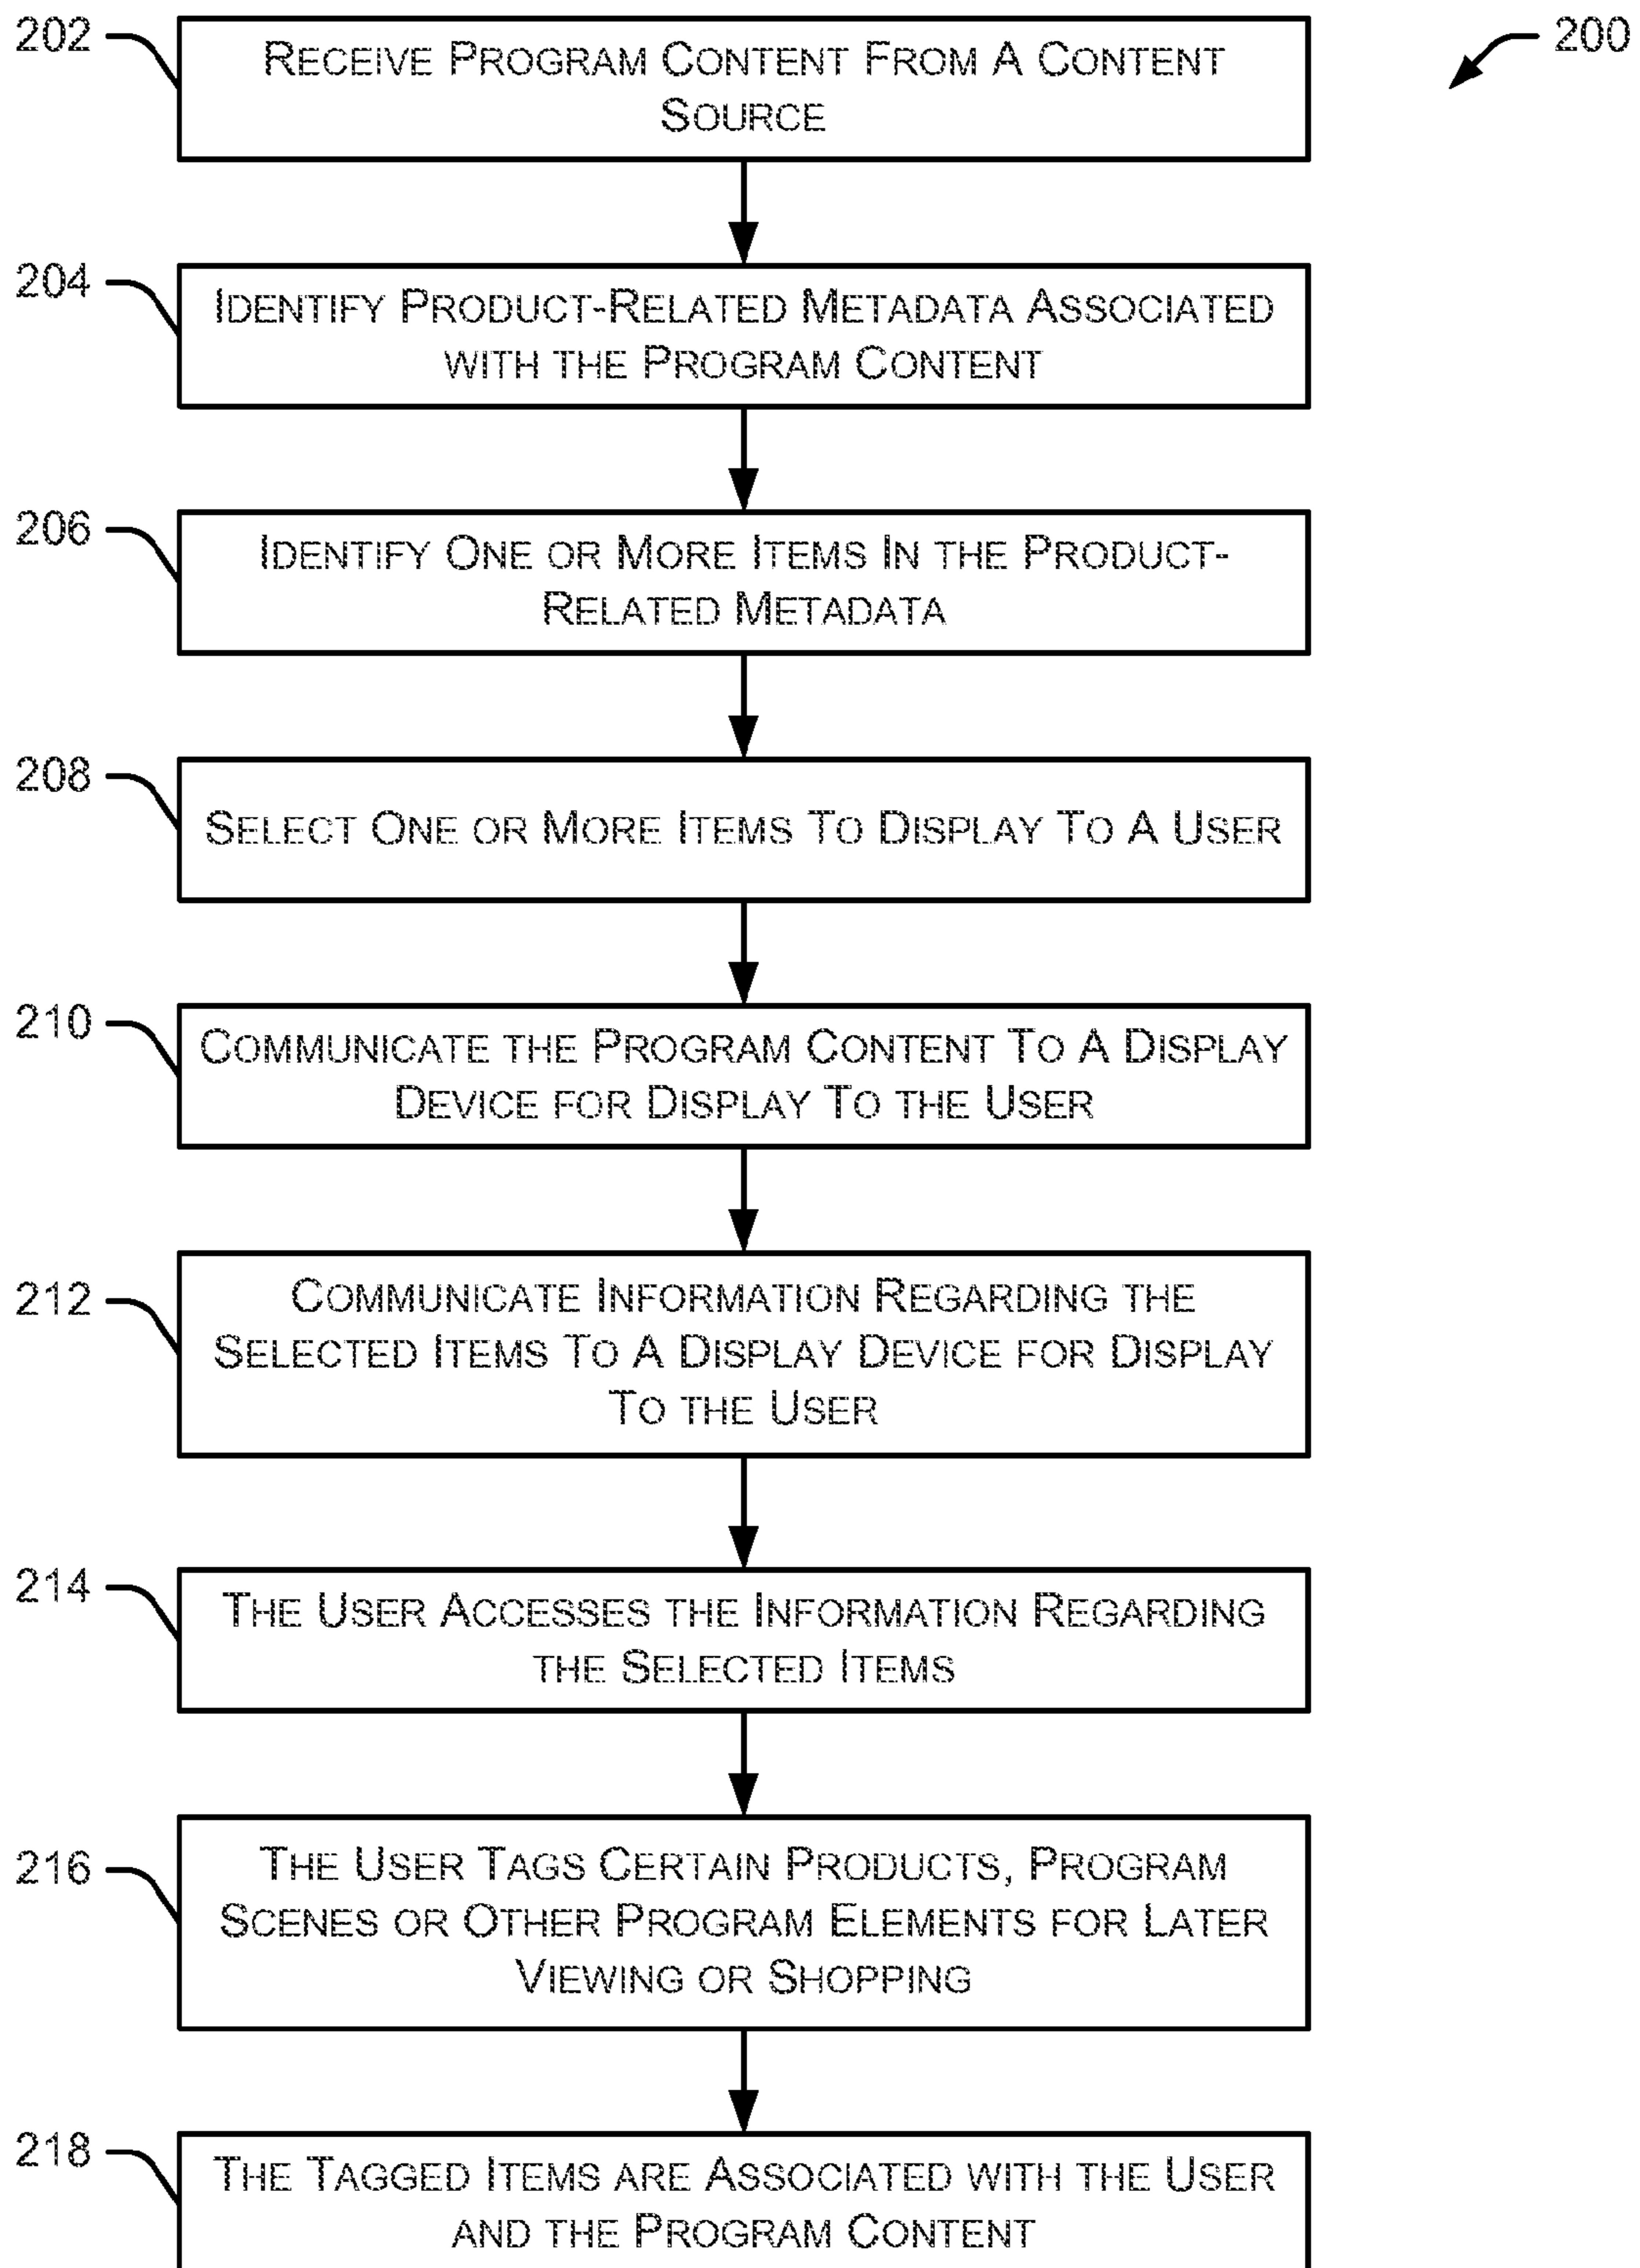 202
RECEIVE PROGRAM CONTENT FROM A CONTENT
SOURCE
200
204
IDENTIFY PRODUCT-RELATED METADATA ASSOCIATED
WITH THE PROGRAM CONTENT
206
IDENTIFY ONE OR MORE ITEMS IN THE PRODUCT-
RELATED METADATA
208
SELECT ONE OR MORE ITEMS TO DISPLAY TO A USER
210
COMMUNICATE THE PROGRAM CONTENT TO A DISPLAY
DEVICE FOR DISPLAY TO THE USER
212
COMMUNICATE INFORMATION REGARDING THE
SELECTED ITEMS TO A DISPLAY DEVICE FOR DISPLAY
TO THE USER
214
THE USER ACCESSES THE INFORMATION REGARDING
THE SELECTED ITEMS
216
THE USER TAGS CERTAIN PRODUCTS, PROGRAM
SCENES OR OTHER PROGRAM ELEMENTS FOR LATER
VIEWING OR SHOPPING
218
THE TAGGED ITEMS ARE ASSOCIATED WITH THE USER
AND THE PROGRAM CONTENT